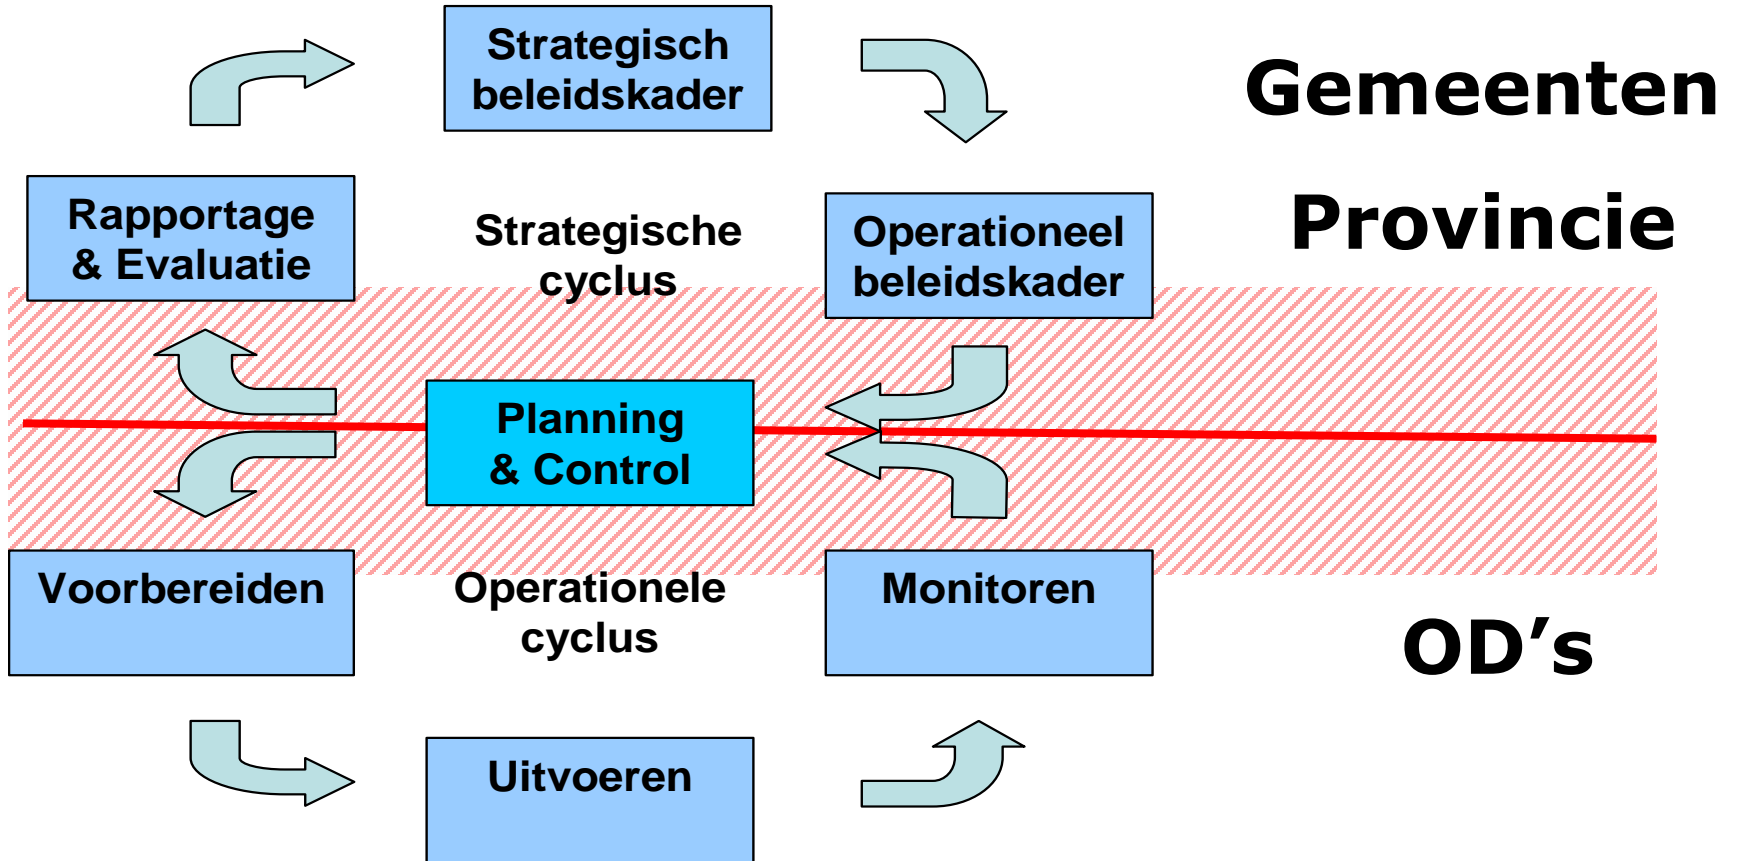 Strategisch
beleidskader
Gemeenten
Rapportage
& Evaluatie
Strategische
cyclus
Operationeel
beleidskader
Provincie
Planning
& Control
Voorbereiden
Operationele
cyclus
Monitoren
OD's
Uitvoeren